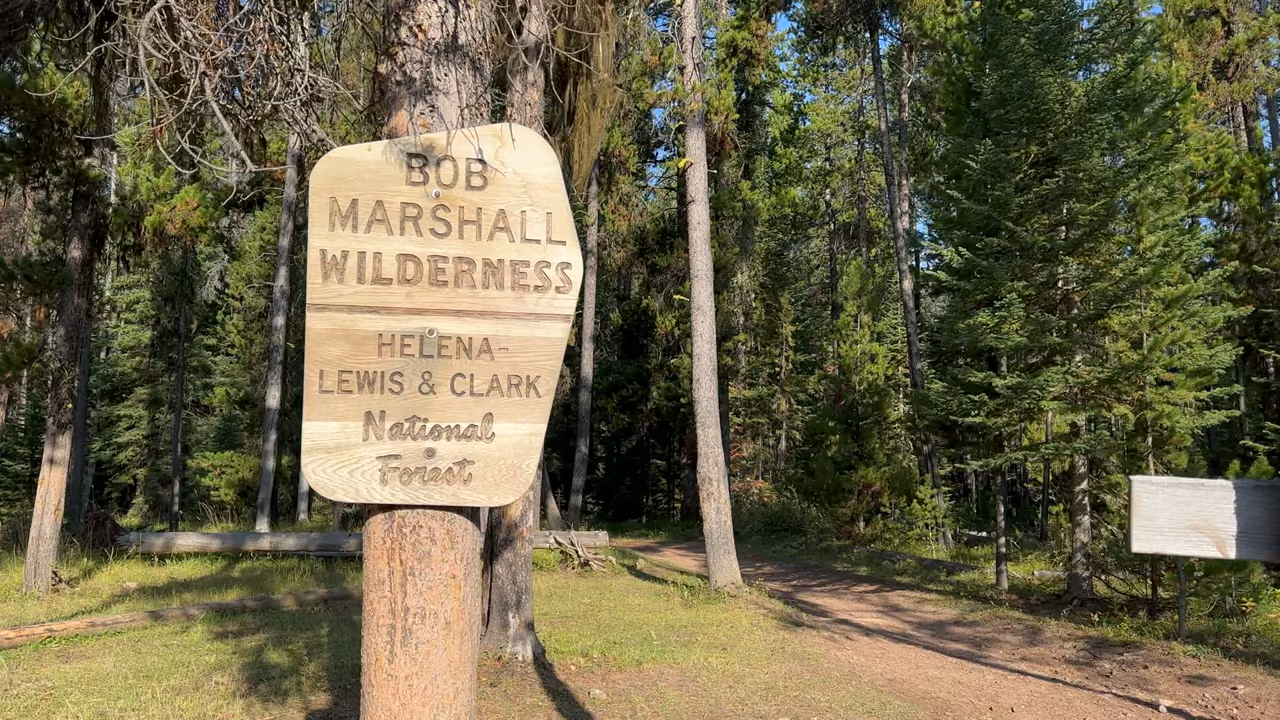 BOB
MARSHALL
WILDERNESS
HELENA-
LEWIS & CLARK
National
Forest